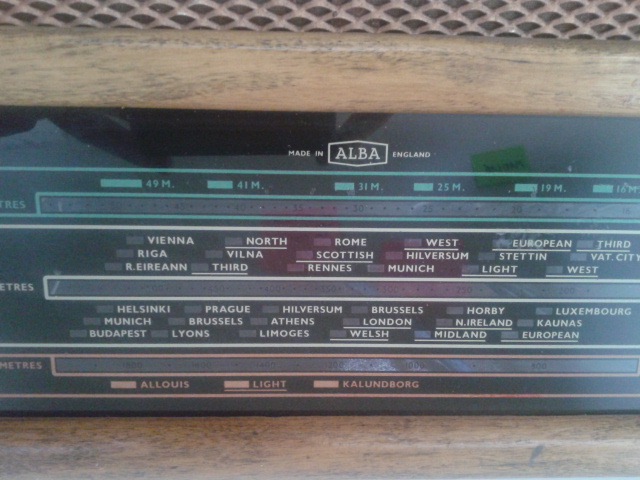 MADE IN ALBA ENGLAND
49 M. 41 M. 31 M. 25 M. 19 M. 16 M
TRES
VIENNA NORTH ROME WEST EUROPEAN THIRD
RIGA VILNA SCOTTISH HILVERSUM STETTIN VAT.CITY
R.EIREANN THIRD RENNES MUNICH LIGHT WEST
METRES
HELSINKI PRAGUE HILVERSUM BRUSSELS HORBY LUXEMBOURG
MUNICH BRUSSELS ATHENS LONDON N.IRELAND KAUNAS
BUDAPEST LYONS LIMOGES WELSH MIDLAND EUROPEAN
METRES
ALLOUIS LIGHT KALUNDBORG